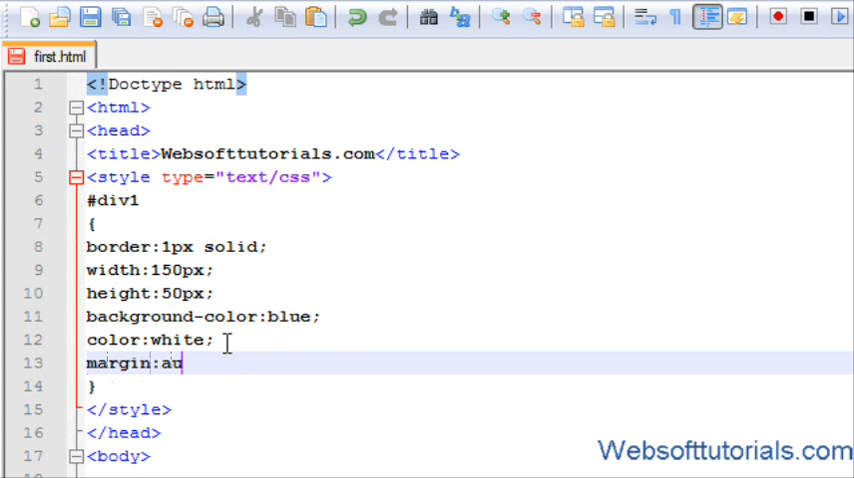 first.html
1 <!Doctype html>
2 <html>
3 <head>
4 <title>Websofttutorials.com</title>
5 <style type="text/css">
6 #div1
7 {
8 border:1px solid;
9 width:150px;
10 height:50px;
11 background-color:blue;
12 color:white;
13 margin:au
14 }
15 </style>
16 </head>
17 <body>
Websofttutorials.com